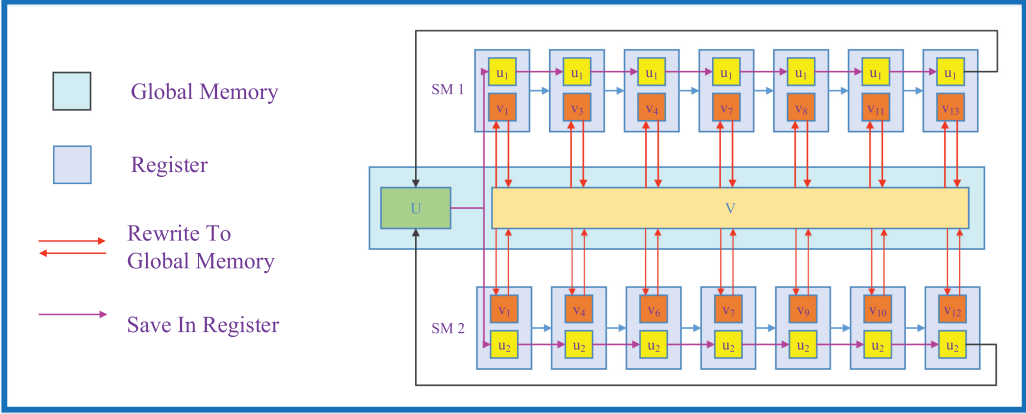 Global Memory
Register
Rewrite To
Global Memory
Save In Register
SM 1
u1 u1 u1 u1 u1 u1 u1
v1 v3 v4 v7 v8 v11 v13
U V
v1 v4 v6 v7 v9 v10 v12
SM 2
u2 u2 u2 u2 u2 u2 u2